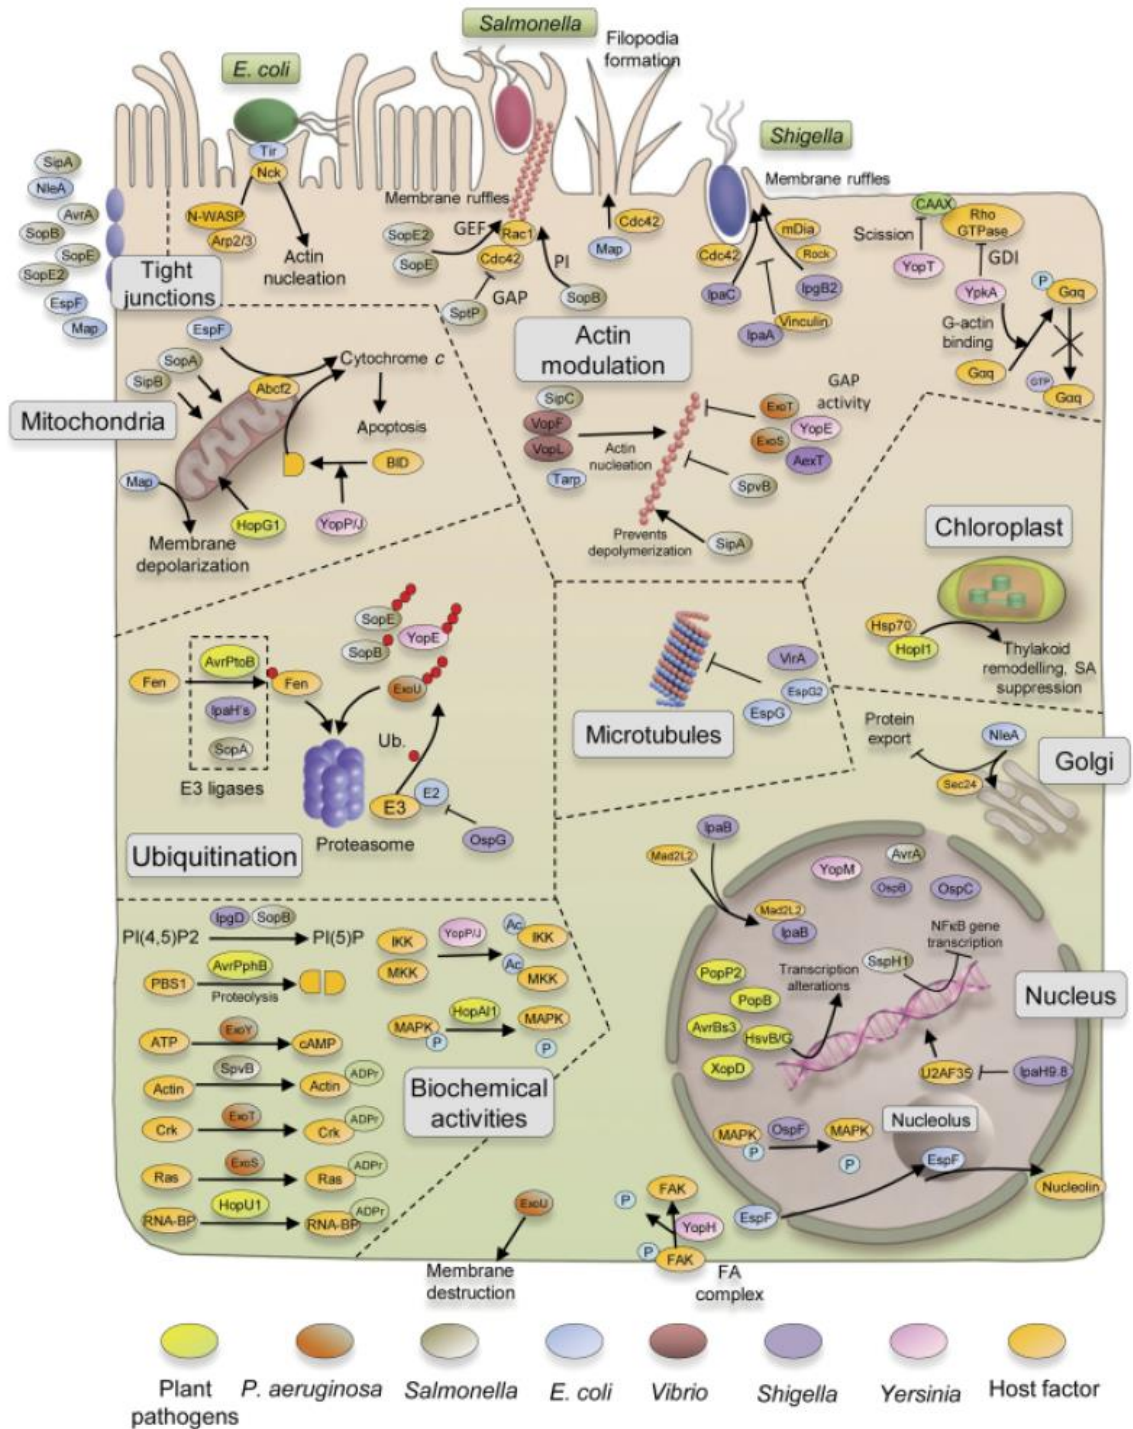 Salmonella
Filopodia
formation
E. coli
Shigella
Tir
Nck
Membrane ruffles
Membrane ruffles
SipA
NleA
AvrA
SopB
SopE
SopE2
EspF
Map
N-WASP
Arp2/3
Actin
nucleation
SopE2
SopE
GEF
Rac1
Cdc42
PI
SptP
GAP
SopB
Cdc42
Map
Cdc42
mDia
Rock
IpaC
IpgB2
IpaA
Vinculin
CAAX
Rho
GTPase
Scission
YopT
GDI
YpkA
P
Gαq
G-actin
binding
Gαq
GTP
Gαq
Tight
junctions
Actin
modulation
EspF
SopA
SipB
Abcf2
Cytochrome c
Mitochondria
Apoptosis
BID
Map
HopG1
YopP/J
Membrane
depolarization
SipC
VopF
VopL
Tarp
Actin
nucleation
ExoT
YopE
ExoS
AexT
GAP
activity
SpvB
Prevents
depolymerization
SipA
Chloroplast
Hsp70
HopI1
Thylakoid
remodelling, SA
suppression
SopE
YopE
SopB
ExoU
Fen
AvrPtoB
Fen
IpaH's
SopA
E3 ligases
Ub.
E3
E2
OspG
Proteasome
Ubiquitination
VirA
EspG2
EspG
Microtubules
Protein
export
NleA
Sec24
Golgi
IpaB
Mad2L2
Mad2L2
IpaB
YopM
AvrA
OspB
OspC
NFκB gene
transcription
SspH1
Transcription
alterations
PopP2
PopB
AvrBs3
HsvB/G
XopD
U2AF35
IpaH9.8
Nucleus
MAPK
P
OspF
MAPK
P
Nucleolus
EspF
EspF
Nucleolin
PI(4,5)P2
IpgD
SopB
PI(5)P
PBS1
AvrPphB
Proteolysis
ATP
ExoY
cAMP
Actin
SpvB
Actin
ADPr
Crk
ExoT
Crk
ADPr
Ras
ExoS
Ras
ADPr
RNA-BP
HopU1
RNA-BP
ADPr
IKK
MKK
YopP/J
Ac
IKK
Ac
MKK
MAPK
P
HopAI1
MAPK
P
Biochemical
activities
ExoU
Membrane
destruction
P
FAK
YopH
P
FAK
FA
complex
Plant
pathogens
P. aeruginosa
Salmonella
E. coli
Vibrio
Shigella
Yersinia
Host factor